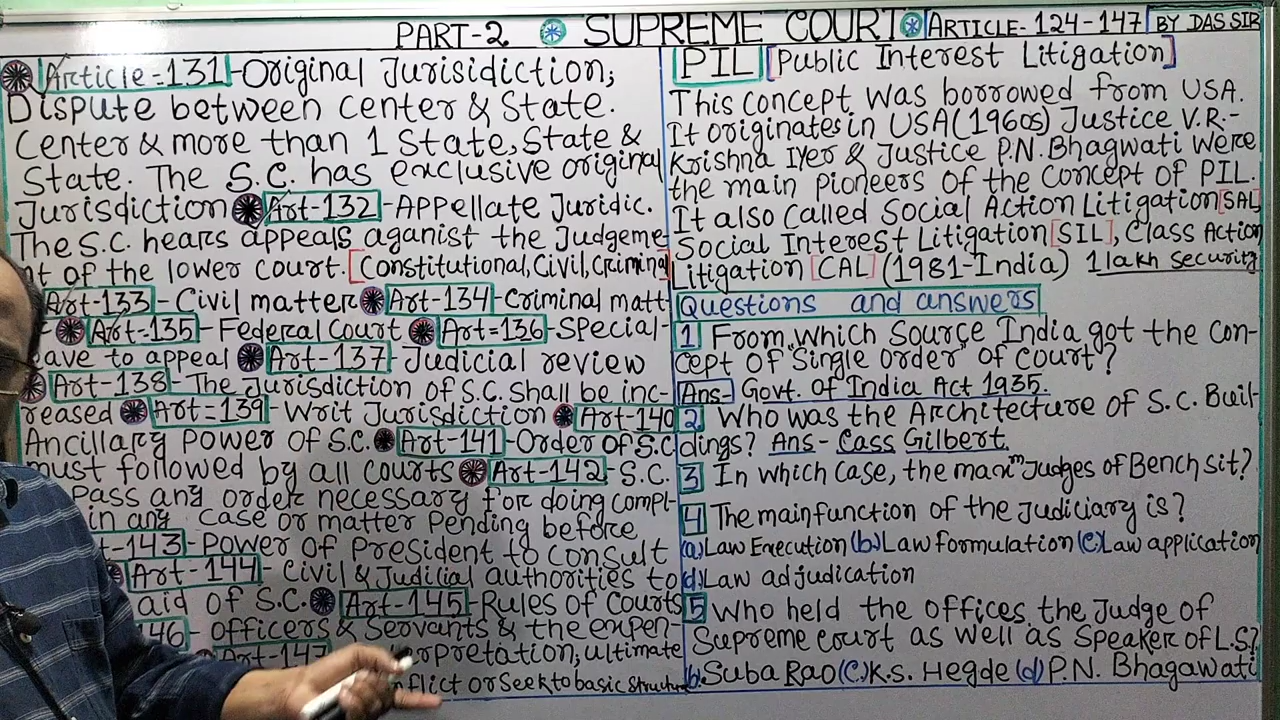 PART-2 SUPREME COURT ARTICLE-124-147 BY DAS SIR
Article=131-Original Jurisidiction;
Dispute between center & State.
Center & more than 1 State, State &
State. The S.C. has exclusive original
Jurisdiction Art-132-Appellate Juridic.
The S.C. hears appeals aganist the Judgeme
nt of the lower court. [Constitutional, Civil, Criminal]
Art-133-Civil matter Art-134-Criminal matt-
Art-135-Federal Court Art=136-Special-
eave to appeal Art-137-Judicial review
Art-138-The Jurisdiction of S.C. Shall be inc-
reased Art=139-Writ Jurisdiction Art-140
Ancillary Power of S.C. Art-141-Order of S.C
must followed by all courts Art-142-S.C.
Pass any order necessary for doing compl-
in any case or matter Pending before
t-143-Power of President to consult
Art-144-Civil & Judicial authorities to
aid of S.C. Art-145-Rules of Courts
146-officers & Servants & the expen-
Art-147 erpretation; ultimate
nflict or Seek to basic structure
PIL [Public Interest Litigation]
This concept was borrowed from USA.
It originates in USA (1960s) Justice V.R.-
Krishna Iyer & Justice P.N. Bhagwati were
the main pioneers of the concept of PIL.
It also called Social Action Litigation [SAL]
Social Interest Litigation [SIL], Class Action
Litigation [CAL] (1981-India) 1 lakh security
Questions and answers
1 From which Source India got the con-
cept of "Single order" of court?
Ans- Govt. of India Act 1935.
2 Who was the Architecture of S.C. Buil-
dings? Ans- Cass Gilbert.
3 In which case, the maxm Judges of Bench sit?
4 The main function of the Judiciary is?
(a) Law Execution (b) Law formulation (c) Law application
(d) Law adjudication
5 Who held the offices the Judge of
Supreme court as well as Speaker of L.S?
b. Suba Rao (c) K.S. Hegde (d) P.N. Bhagawati